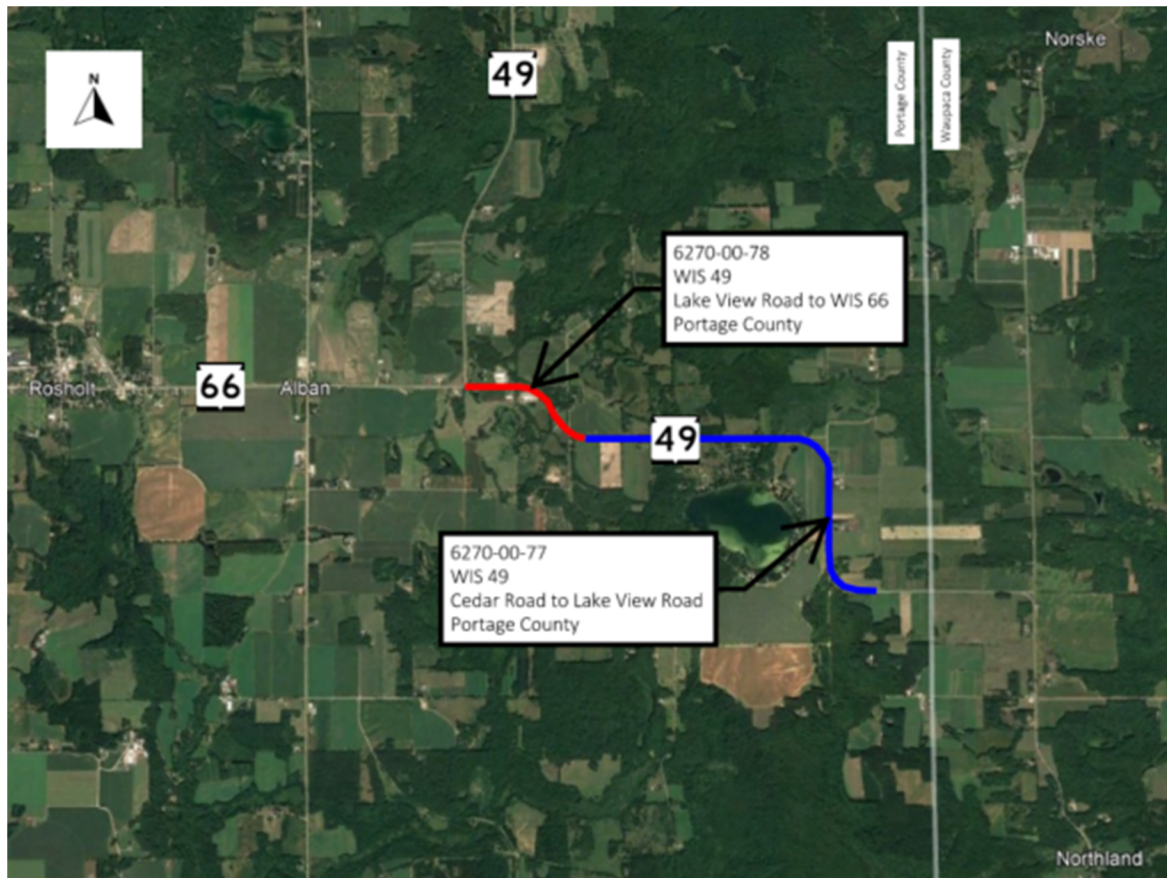 Norske
Portage County
Waupaca County
N
49
6270-00-78
WIS 49
Lake View Road to WIS 66
Portage County
Rosholt
66
Alban
49
6270-00-77
WIS 49
Cedar Road to Lake View Road
Portage County
Northland